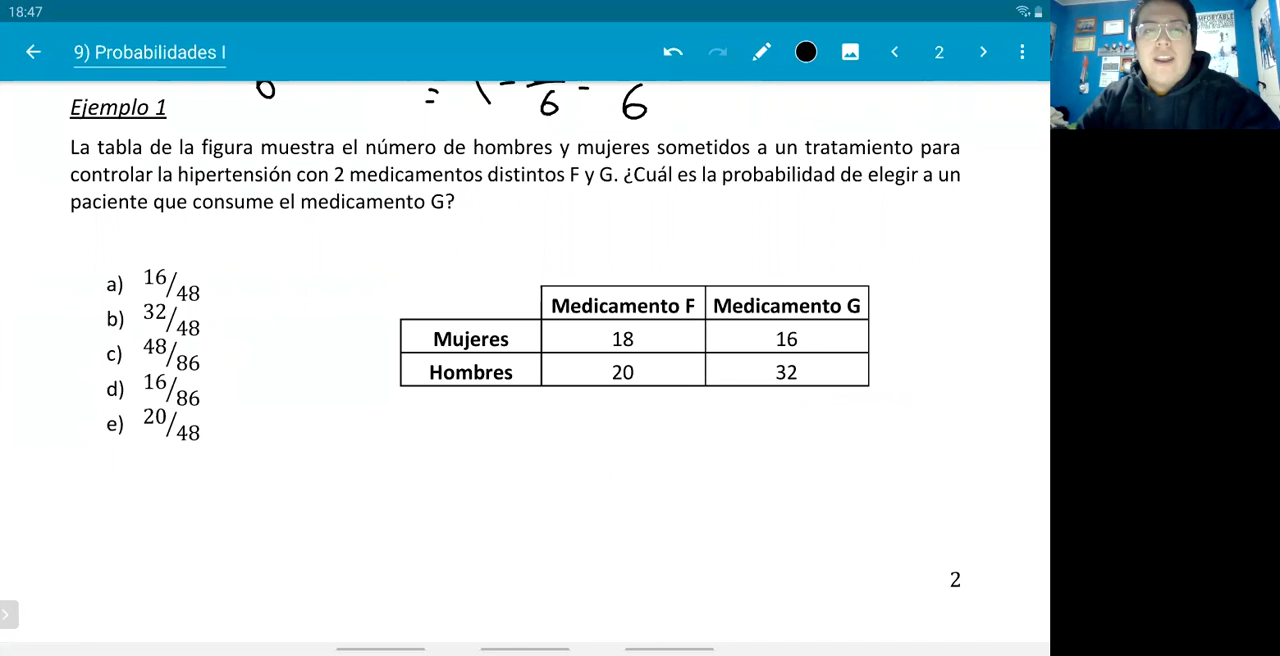 18:47
9) Probabilidades I
2
= 1 - /6 = /6
Ejemplo 1
La tabla de la figura muestra el número de hombres y mujeres sometidos a un tratamiento para
controlar la hipertensión con 2 medicamentos distintos F y G. ¿Cuál es la probabilidad de elegir a un
paciente que consume el medicamento G?
a) 16/48
b) 32/48
c) 48/86
d) 16/86
e) 20/48
Medicamento F Medicamento G
Mujeres 18 16
Hombres 20 32
2